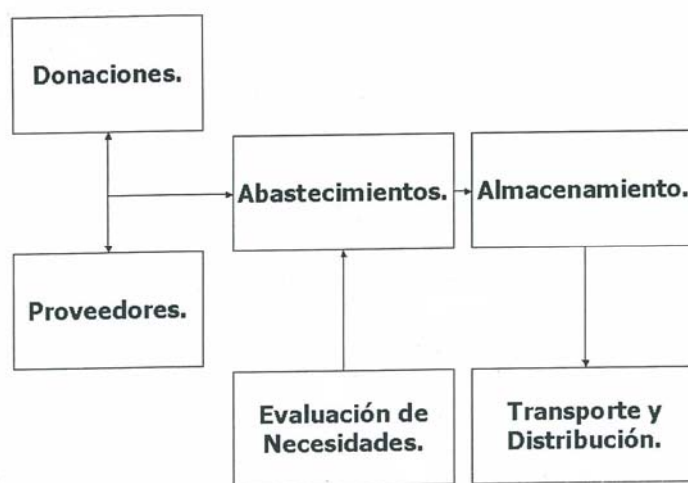 Donaciones.
Abastecimientos.
Almacenamiento.
Proveedores.
Evaluación de
Necesidades.
Transporte y
Distribución.